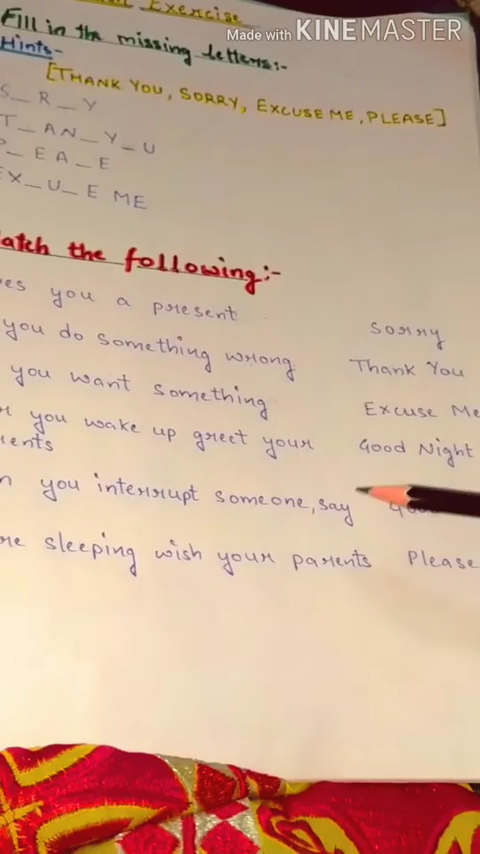 Exercise
Made with KINEMASTER
Fill in the missing letters:-
Hints-
[THANK YOU, SORRY, EXCUSE ME, PLEASE]
S_R_Y
T_AN_Y_U
P_EA_E
EX_U_E ME
atch the following:-
es you a present
you do something wrong Sorry
you want something Thank You
you wake up greet your Excuse Me
ents Good Night
n you interrupt someone, say
re sleeping wish your parents Please